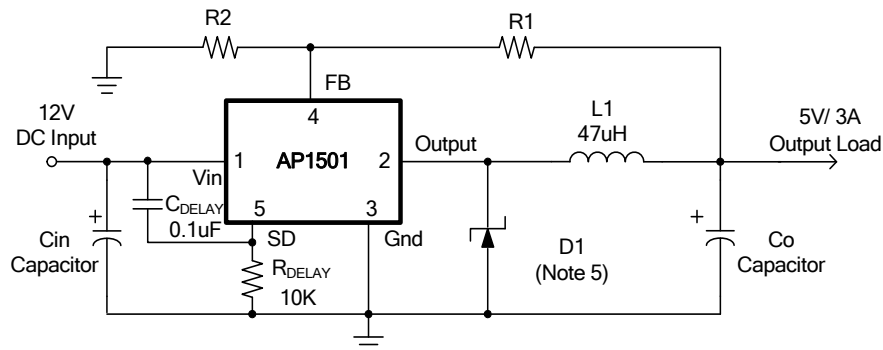 R2
R1
FB
4
12V
DC Input
L1
47uH
5V/ 3A
Output Load
Output
1
AP1501
2
Vin
CDELAY
0.1uF
5
3
SD
Gnd
+
Cin
Capacitor
RDELAY
10K
D1
(Note 5)
+
Co
Capacitor